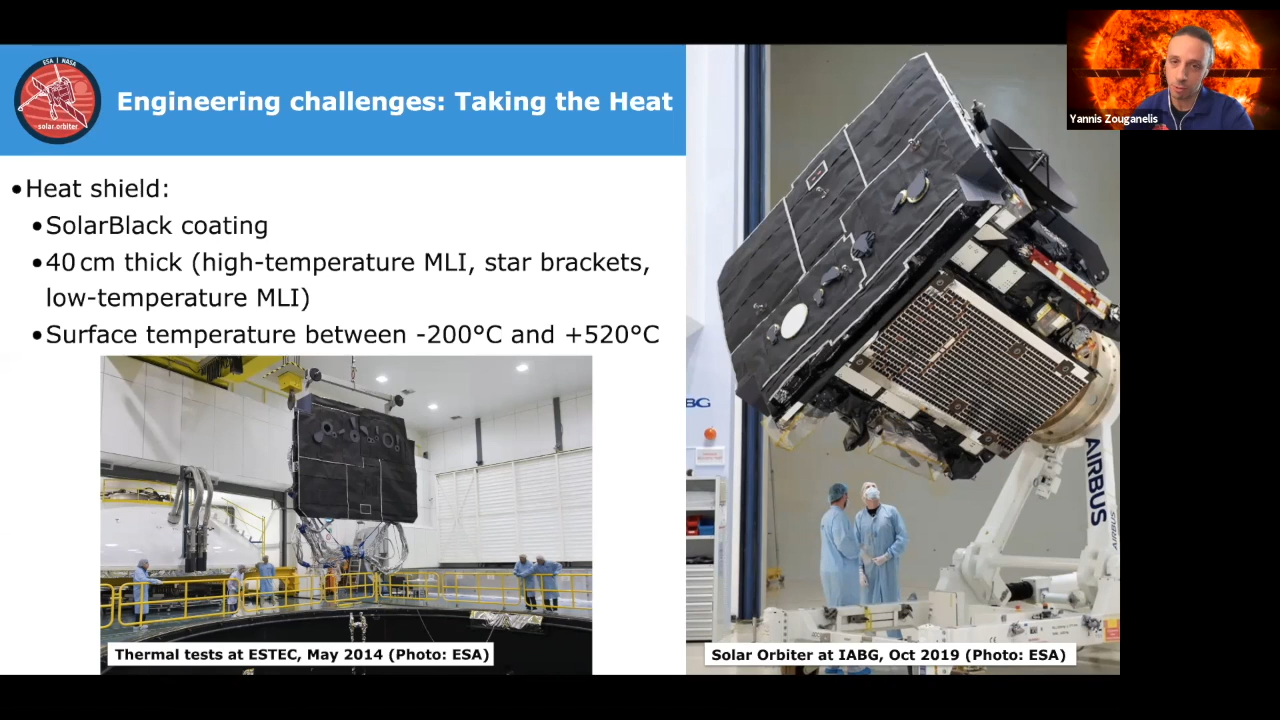 ESA | NASA
solar orbiter
Engineering challenges: Taking the Heat
•Heat shield:
•SolarBlack coating
•40 cm thick (high-temperature MLI, star brackets,
low-temperature MLI)
•Surface temperature between -200°C and +520°C
Thermal tests at ESTEC, May 2014 (Photo: ESA)
BG
AIRBUS
AIRBUS
Solar Orbiter at IABG, Oct 2019 (Photo: ESA)
Yannis Zouganelis